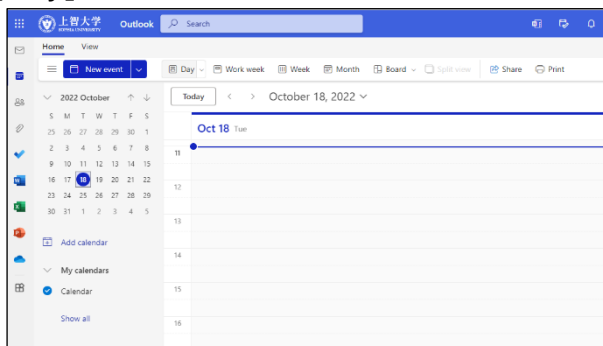 上智大学 Outlook Search
SOPHIA UNIVERSITY
Home View
New event Day Work week Week Month Board Split view Share Print
2022 October
S M T W T F S
25 26 27 28 29 30 1
2 3 4 5 6 7 8
9 10 11 12 13 14 15
16 17 18 19 20 21 22
23 24 25 26 27 28 29
30 31 1 2 3 4 5
Add calendar
My calendars
Calendar
Show all
Today October 18, 2022
Oct 18 Tue
11
12
13
14
15
16